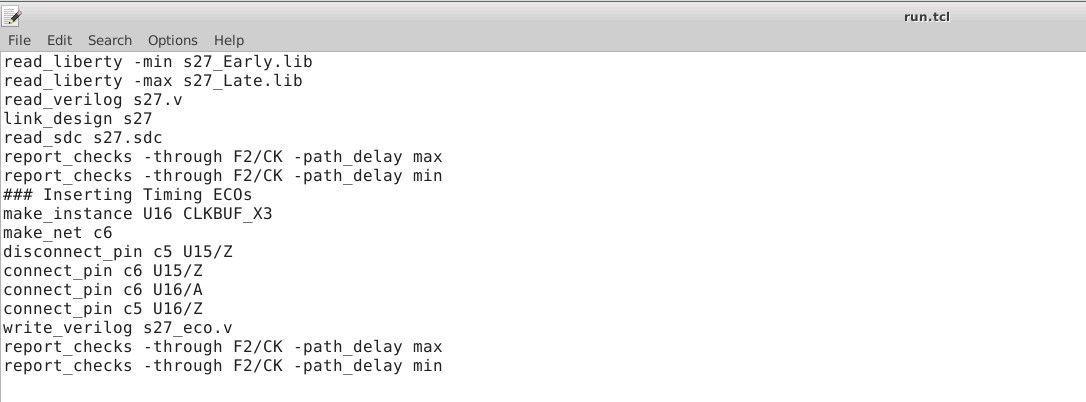 run.tcl
File Edit Search Options Help
read_liberty -min s27_Early.lib
read_liberty -max s27_Late.lib
read_verilog s27.v
link_design s27
read_sdc s27.sdc
report_checks -through F2/CK -path_delay max
report_checks -through F2/CK -path_delay min
### Inserting Timing ECOs
make_instance U16 CLKBUF_X3
make_net c6
disconnect_pin c5 U15/Z
connect_pin c6 U15/Z
connect_pin c6 U16/A
connect_pin c5 U16/Z
write_verilog s27_eco.v
report_checks -through F2/CK -path_delay max
report_checks -through F2/CK -path_delay min